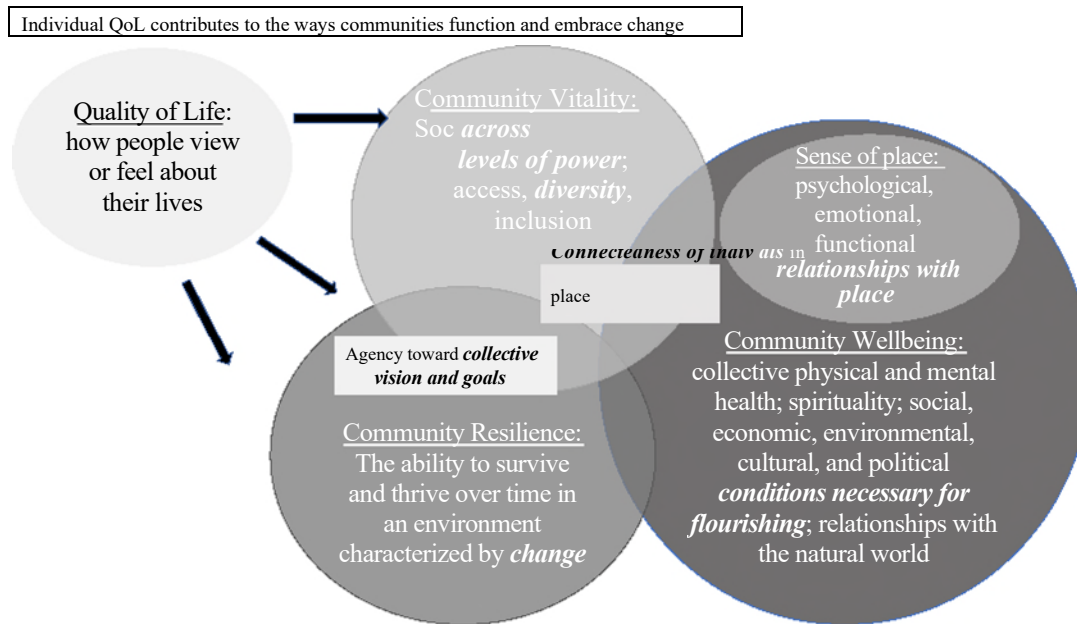 Individual QoL contributes to the ways communities function and embrace change
Quality of Life:
how people view
or feel about
their lives
Community Vitality:
Soc across
levels of power;
access, diversity,
inclusion
Sense of place:
psychological,
emotional,
functional
relationships with
place
Connectedness of in
place
Agency toward collective
vision and goals
Community Resilience:
The ability to survive
and thrive over time in
an environment
characterized by change
Community Wellbeing:
collective physical and mental
health; spirituality; social,
economic, environmental,
cultural, and political
conditions necessary for
flourishing; relationships with
the natural world